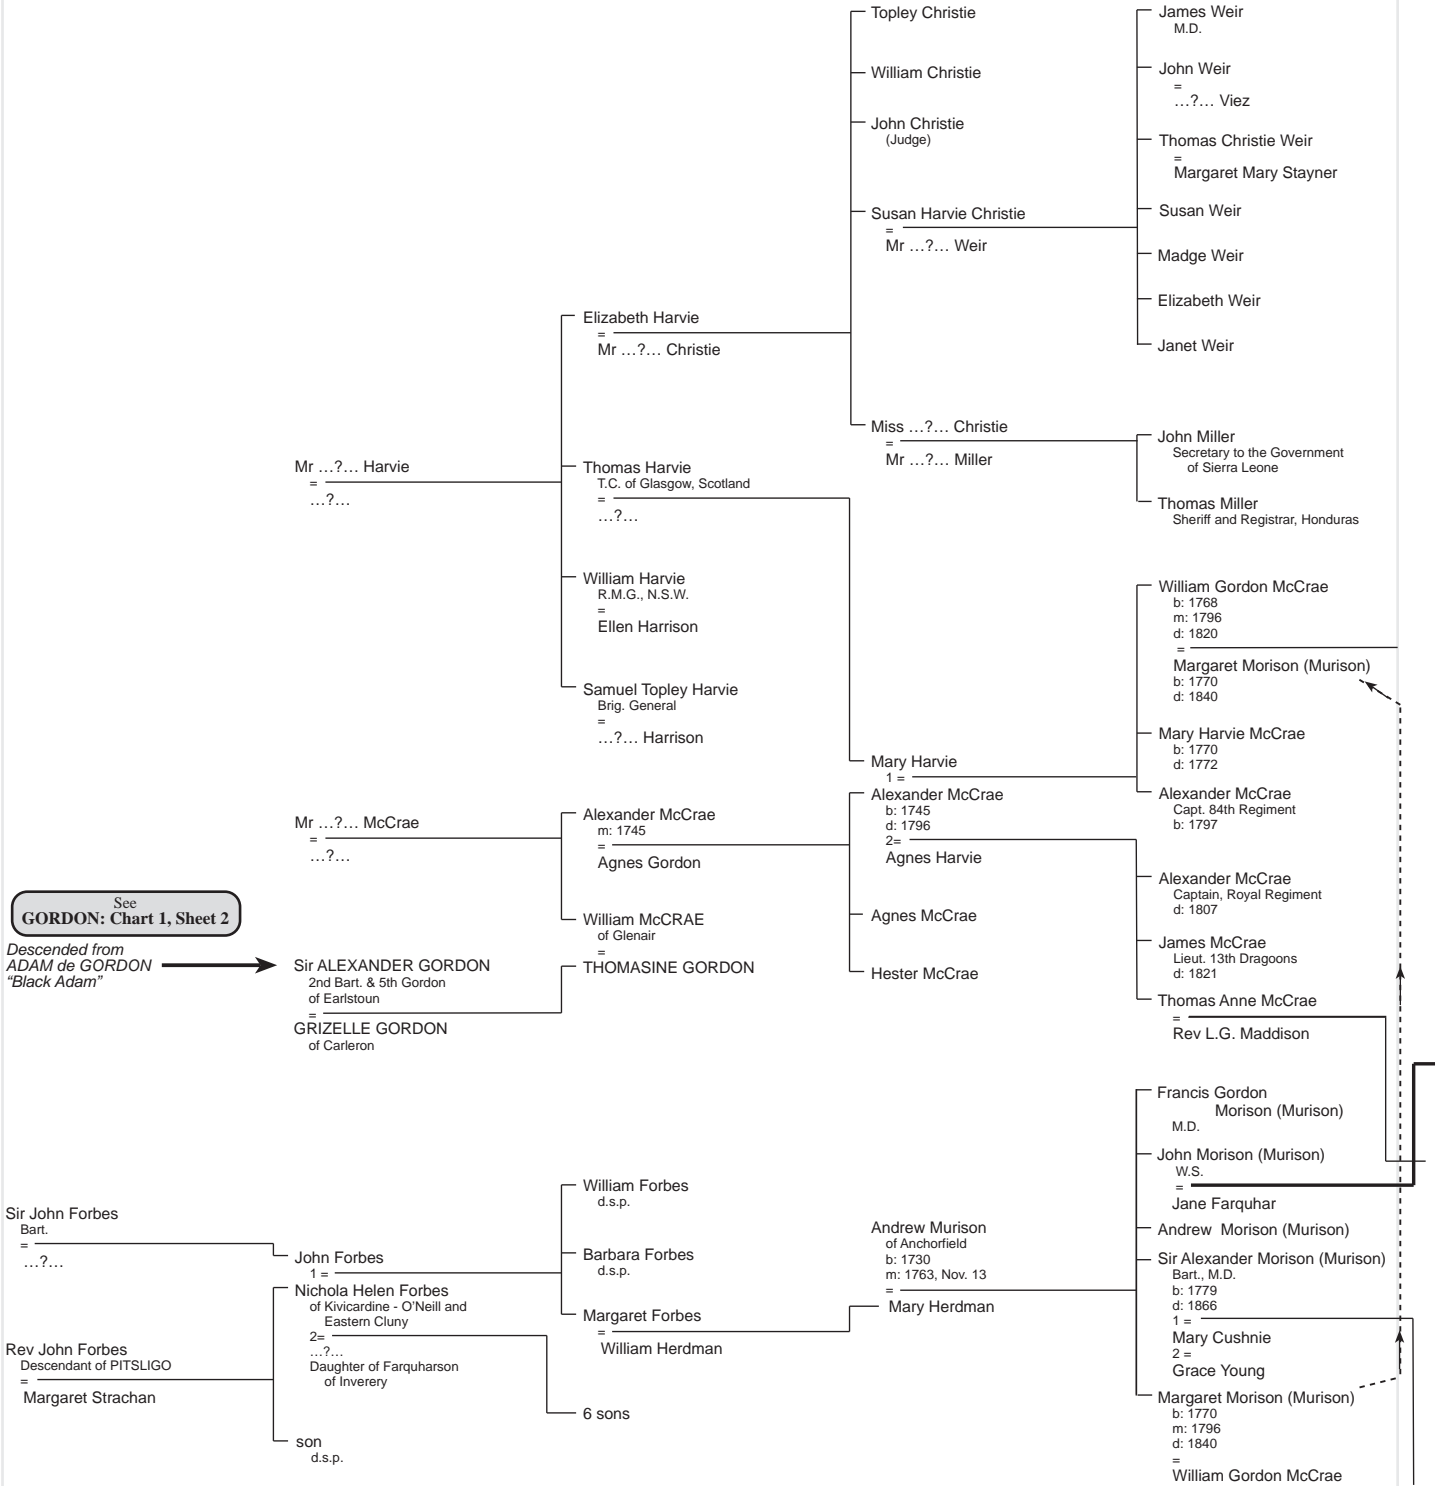 Topley Christie
William Christie
John Christie
(Judge)
Susan Harvie Christie
=
Mr …?… Weir
James Weir
M.D.
John Weir
=
…?… Viez
Thomas Christie Weir
=
Margaret Mary Stayner
Susan Weir
Madge Weir
Elizabeth Weir
Janet Weir
Elizabeth Harvie
=
Mr …?… Christie
Miss …?… Christie
=
Mr …?… Miller
John Miller
Secretary to the Government
of Sierra Leone
Thomas Miller
Sheriff and Registrar, Honduras
Mr …?… Harvie
=
…?…
Thomas Harvie
T.C. of Glasgow, Scotland
=
…?…
William Harvie
R.M.G., N.S.W.
=
Ellen Harrison
Samuel Topley Harvie
Brig. General
=
…?… Harrison
William Gordon McCrae
b: 1768
m: 1796
d: 1820
=
Margaret Morison (Murison)
b: 1770
d: 1840
Mary Harvie McCrae
b: 1770
d: 1772
Alexander McCrae
Capt. 84th Regiment
b: 1797
Mary Harvie
1 =
Alexander McCrae
b: 1745
d: 1796
2=
Agnes Harvie
Mr …?… McCrae
=
…?…
Alexander McCrae
m: 1745
=
Agnes Gordon
Agnes McCrae
Hester McCrae
Alexander McCrae
Captain, Royal Regiment
d: 1807
James McCrae
Lieut. 13th Dragoons
d: 1821
Thomas Anne McCrae
=
Rev L.G. Maddison
See
GORDON: Chart 1, Sheet 2
Descended from
ADAM de GORDON
“Black Adam”
William McCRAE
of Glenair
=
THOMASINE GORDON
Sir ALEXANDER GORDON
2nd Bart. & 5th Gordon
of Earlstoun
=
GRIZELLE GORDON
of Carleron
Francis Gordon
Morison (Murison)
M.D.
John Morison (Murison)
W.S.
=
Jane Farquhar
Andrew Morison (Murison)
Sir Alexander Morison (Murison)
Bart., M.D.
b: 1779
d: 1866
1 =
Mary Cushnie
2 =
Grace Young
Margaret Morison (Murison)
b: 1770
m: 1796
d: 1840
=
William Gordon McCrae
Sir John Forbes
Bart.
=
…?…
John Forbes
1 =
Nichola Helen Forbes
of Kivicardine - O’Neill and
Eastern Cluny
2=
…?…
Daughter of Farquharson
of Inverery
William Forbes
d.s.p.
Barbara Forbes
d.s.p.
Margaret Forbes
=
William Herdman
Andrew Murison
of Anchorfield
b: 1730
m: 1763, Nov. 13
=
Mary Herdman
Rev John Forbes
Descendant of PITSLIGO
=
Margaret Strachan
6 sons
son
d.s.p.